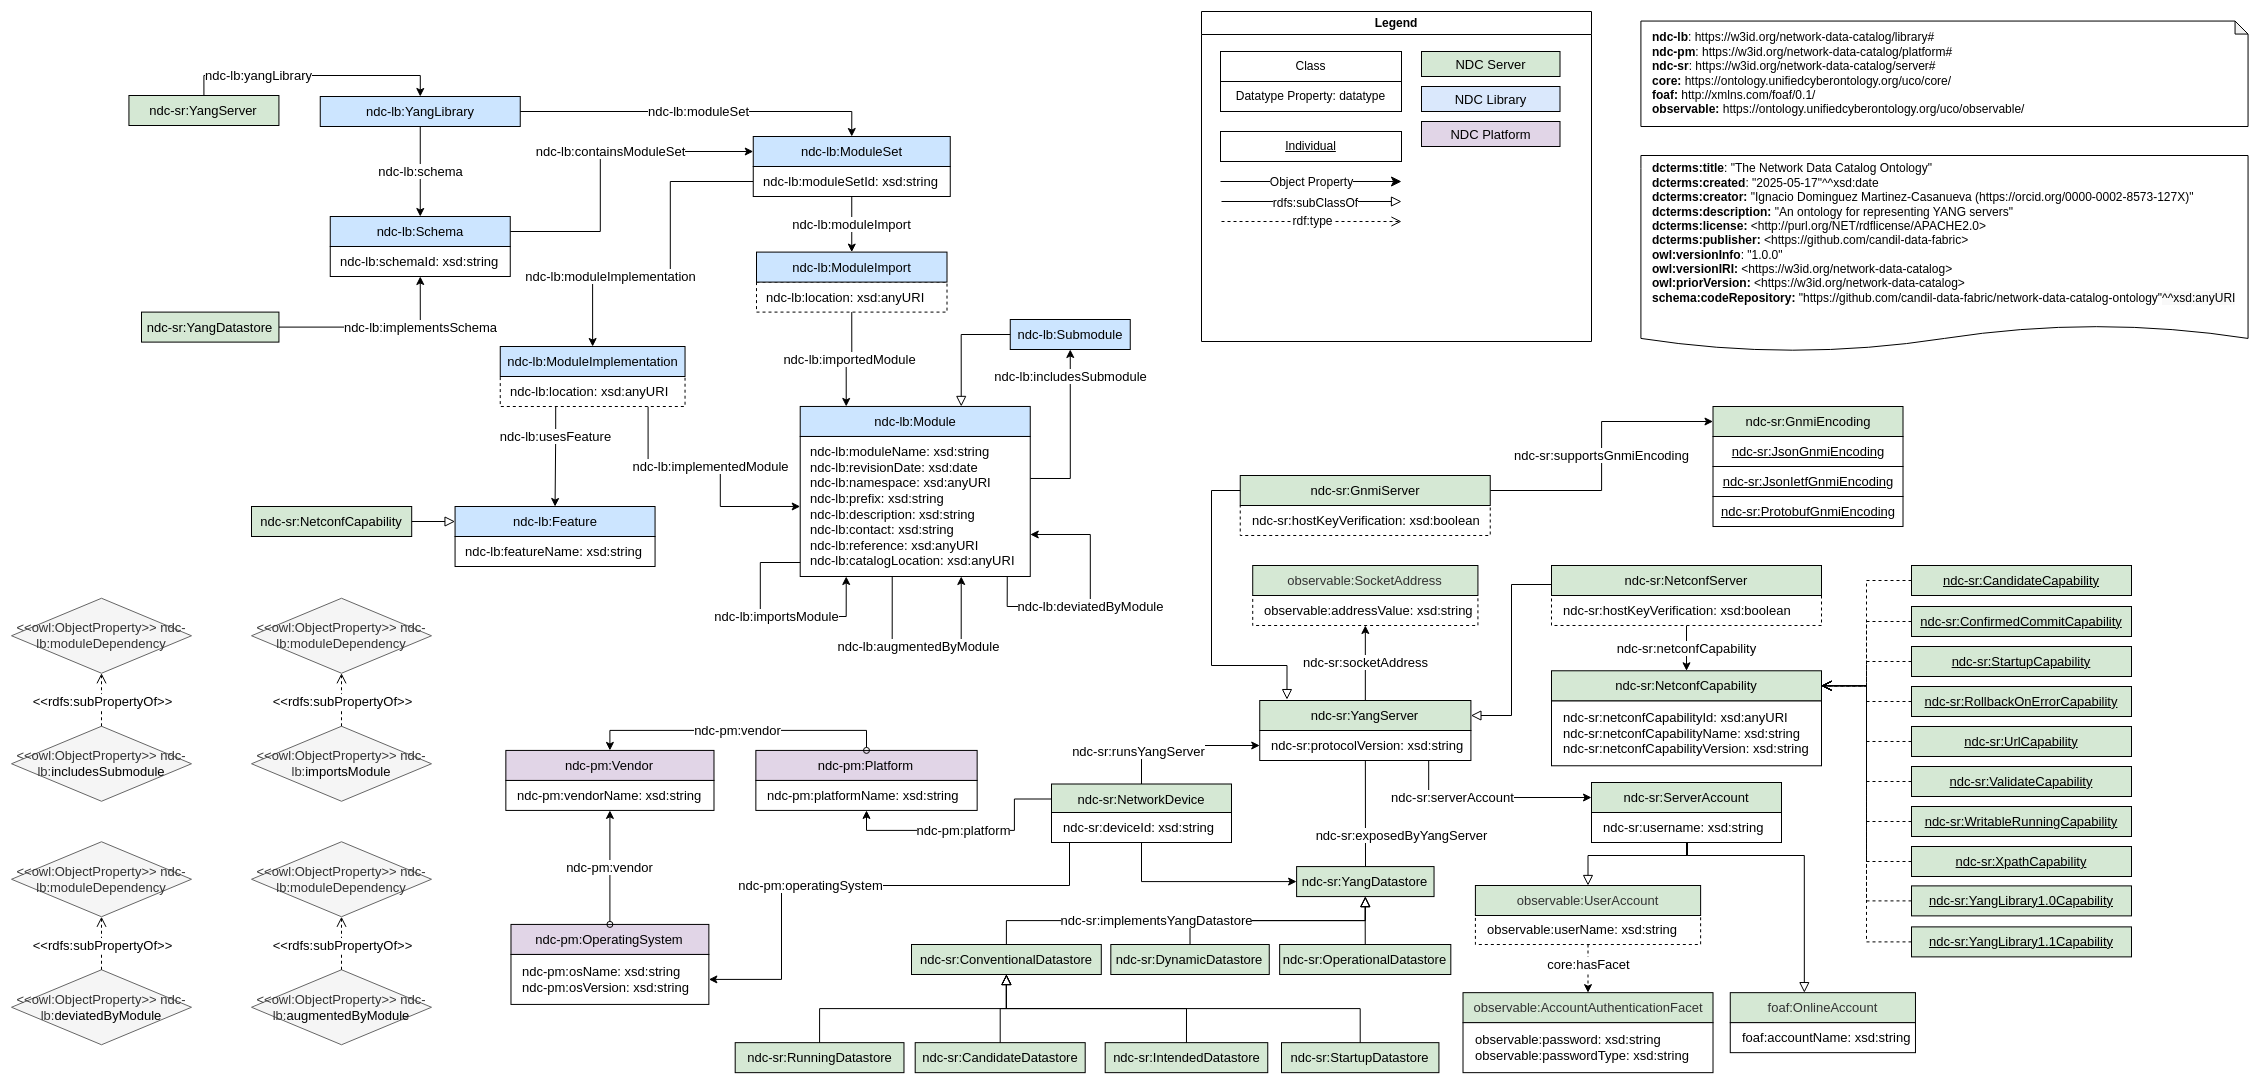 Legend
Class
Datatype Property: datatype
Individual
Object Property
rdfs:subClassOf
rdf:type
NDC Server
NDC Library
NDC Platform
ndc-lb: https://w3id.org/network-data-catalog/library#
ndc-pm: https://w3id.org/network-data-catalog/platform#
ndc-sr: https://w3id.org/network-data-catalog/server#
core: https://ontology.unifiedcyberontology.org/uco/core/
foaf: http://xmlns.com/foaf/0.1/
observable: https://ontology.unifiedcyberontology.org/uco/observable/
dcterms:title: "The Network Data Catalog Ontology"
dcterms:created: "2025-05-17"^^xsd:date
dcterms:creator: "Ignacio Dominguez Martinez-Casanueva (https://orcid.org/0000-0002-8573-127X)"
dcterms:description: "An ontology for representing YANG servers"
dcterms:license: <http://purl.org/NET/rdflicense/APACHE2.0>
dcterms:publisher: <https://github.com/candil-data-fabric>
owl:versionInfo: "1.0.0"
owl:versionIRI: <https://w3id.org/network-data-catalog>
owl:priorVersion: <https://w3id.org/network-data-catalog>
schema:codeRepository: "https://github.com/candil-data-fabric/network-data-catalog-ontology"^^xsd:anyURI
ndc-lb:yangLibrary
ndc-sr:YangServer
ndc-lb:YangLibrary
ndc-lb:moduleSet
ndc-lb:containsModuleSet
ndc-lb:ModuleSet
ndc-lb:moduleSetId: xsd:string
ndc-lb:schema
ndc-lb:Schema
ndc-lb:schemaId: xsd:string
ndc-lb:moduleImport
ndc-lb:ModuleImport
ndc-lb:location: xsd:anyURI
ndc-lb:moduleImplementation
ndc-sr:YangDatastore
ndc-lb:implementsSchema
ndc-lb:ModuleImplementation
ndc-lb:location: xsd:anyURI
ndc-lb:importedModule
ndc-lb:Submodule
ndc-lb:includesSubmodule
ndc-lb:usesFeature
ndc-lb:implementedModule
ndc-lb:Module
ndc-lb:moduleName: xsd:string
ndc-lb:revisionDate: xsd:date
ndc-lb:namespace: xsd:anyURI
ndc-lb:prefix: xsd:string
ndc-lb:description: xsd:string
ndc-lb:contact: xsd:string
ndc-lb:reference: xsd:anyURI
ndc-lb:catalogLocation: xsd:anyURI
ndc-sr:NetconfCapability
ndc-lb:Feature
ndc-lb:featureName: xsd:string
ndc-lb:importsModule
ndc-lb:augmentedByModule
ndc-lb:deviatedByModule
<<owl:ObjectProperty>> ndc-
lb:moduleDependency
<<rdfs:subPropertyOf>>
<<owl:ObjectProperty>> ndc-
lb:includesSubmodule
<<owl:ObjectProperty>> ndc-
lb:moduleDependency
<<rdfs:subPropertyOf>>
<<owl:ObjectProperty>> ndc-
lb:importsModule
<<owl:ObjectProperty>> ndc-
lb:moduleDependency
<<rdfs:subPropertyOf>>
<<owl:ObjectProperty>> ndc-
lb:deviatedByModule
<<owl:ObjectProperty>> ndc-
lb:moduleDependency
<<rdfs:subPropertyOf>>
<<owl:ObjectProperty>> ndc-
lb:augmentedByModule
ndc-sr:supportsGnmiEncoding
ndc-sr:GnmiEncoding
ndc-sr:JsonGnmiEncoding
ndc-sr:JsonIetfGnmiEncoding
ndc-sr:ProtobufGnmiEncoding
ndc-sr:GnmiServer
ndc-sr:hostKeyVerification: xsd:boolean
observable:SocketAddress
observable:addressValue: xsd:string
ndc-sr:socketAddress
ndc-sr:NetconfServer
ndc-sr:hostKeyVerification: xsd:boolean
ndc-sr:netconfCapability
ndc-sr:NetconfCapability
ndc-sr:netconfCapabilityId: xsd:anyURI
ndc-sr:netconfCapabilityName: xsd:string
ndc-sr:netconfCapabilityVersion: xsd:string
ndc-sr:CandidateCapability
ndc-sr:ConfirmedCommitCapability
ndc-sr:StartupCapability
ndc-sr:RollbackOnErrorCapability
ndc-sr:UrlCapability
ndc-sr:ValidateCapability
ndc-sr:WritableRunningCapability
ndc-sr:XpathCapability
ndc-sr:YangLibrary1.0Capability
ndc-sr:YangLibrary1.1Capability
ndc-sr:YangServer
ndc-sr:protocolVersion: xsd:string
ndc-sr:runsYangServer
ndc-pm:vendor
ndc-pm:Vendor
ndc-pm:vendorName: xsd:string
ndc-pm:Platform
ndc-pm:platformName: xsd:string
ndc-sr:NetworkDevice
ndc-sr:deviceId: xsd:string
ndc-pm:platform
ndc-sr:serverAccount
ndc-sr:ServerAccount
ndc-sr:username: xsd:string
ndc-sr:exposedByYangServer
ndc-pm:vendor
ndc-pm:operatingSystem
ndc-sr:YangDatastore
ndc-sr:implementsYangDatastore
ndc-pm:OperatingSystem
ndc-pm:osName: xsd:string
ndc-pm:osVersion: xsd:string
ndc-sr:ConventionalDatastore
ndc-sr:DynamicDatastore
ndc-sr:OperationalDatastore
ndc-sr:RunningDatastore
ndc-sr:CandidateDatastore
ndc-sr:IntendedDatastore
ndc-sr:StartupDatastore
observable:UserAccount
observable:userName: xsd:string
core:hasFacet
observable:AccountAuthenticationFacet
observable:password: xsd:string
observable:passwordType: xsd:string
foaf:OnlineAccount
foaf:accountName: xsd:string